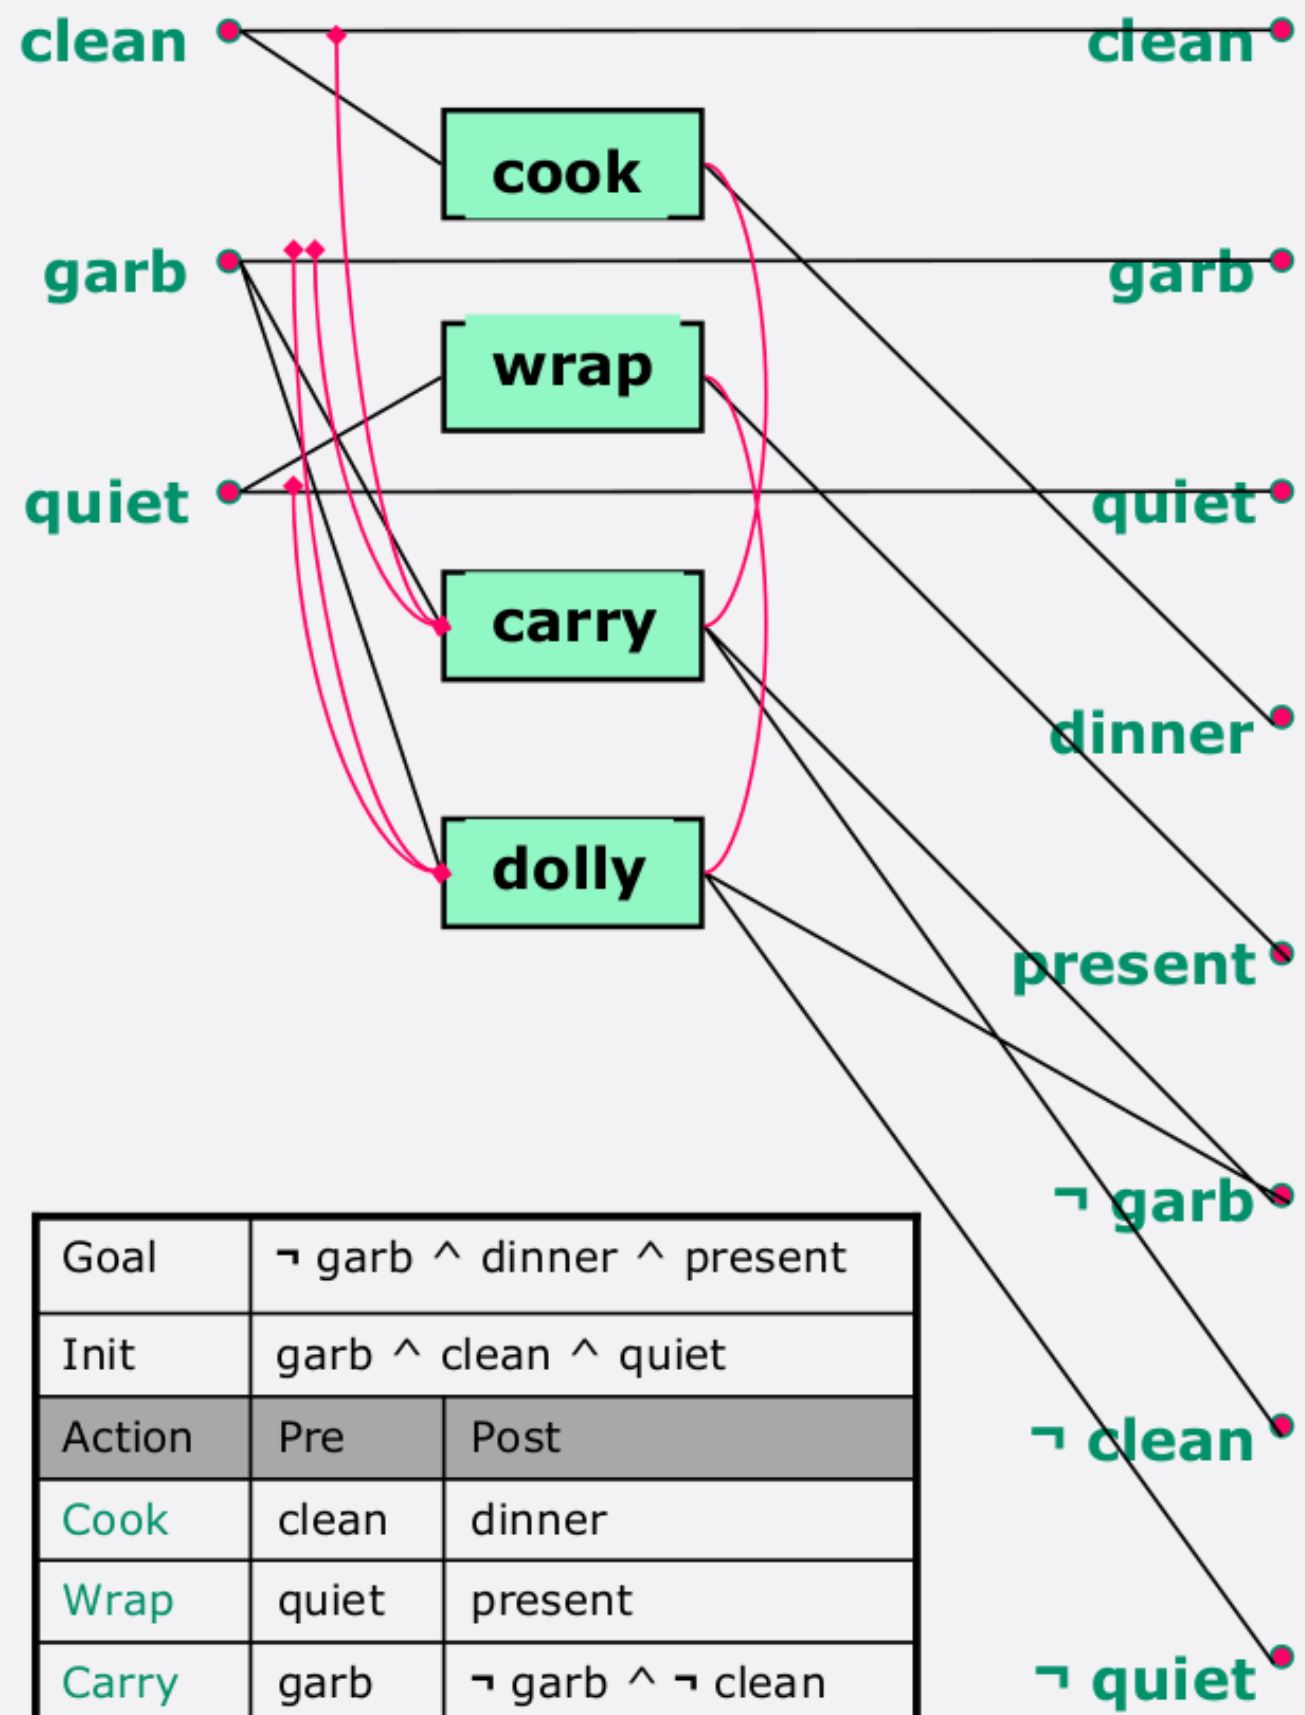 clean clean
cook
garb garb
wrap
quiet quiet
carry
dinner
dolly
present
¬ garb
Goal ¬ garb ^ dinner ^ present
Init garb ^ clean ^ quiet
Action Pre Post
¬ clean
Cook clean dinner
Wrap quiet present
Carry garb ¬ garb ^ ¬ clean
¬ quiet